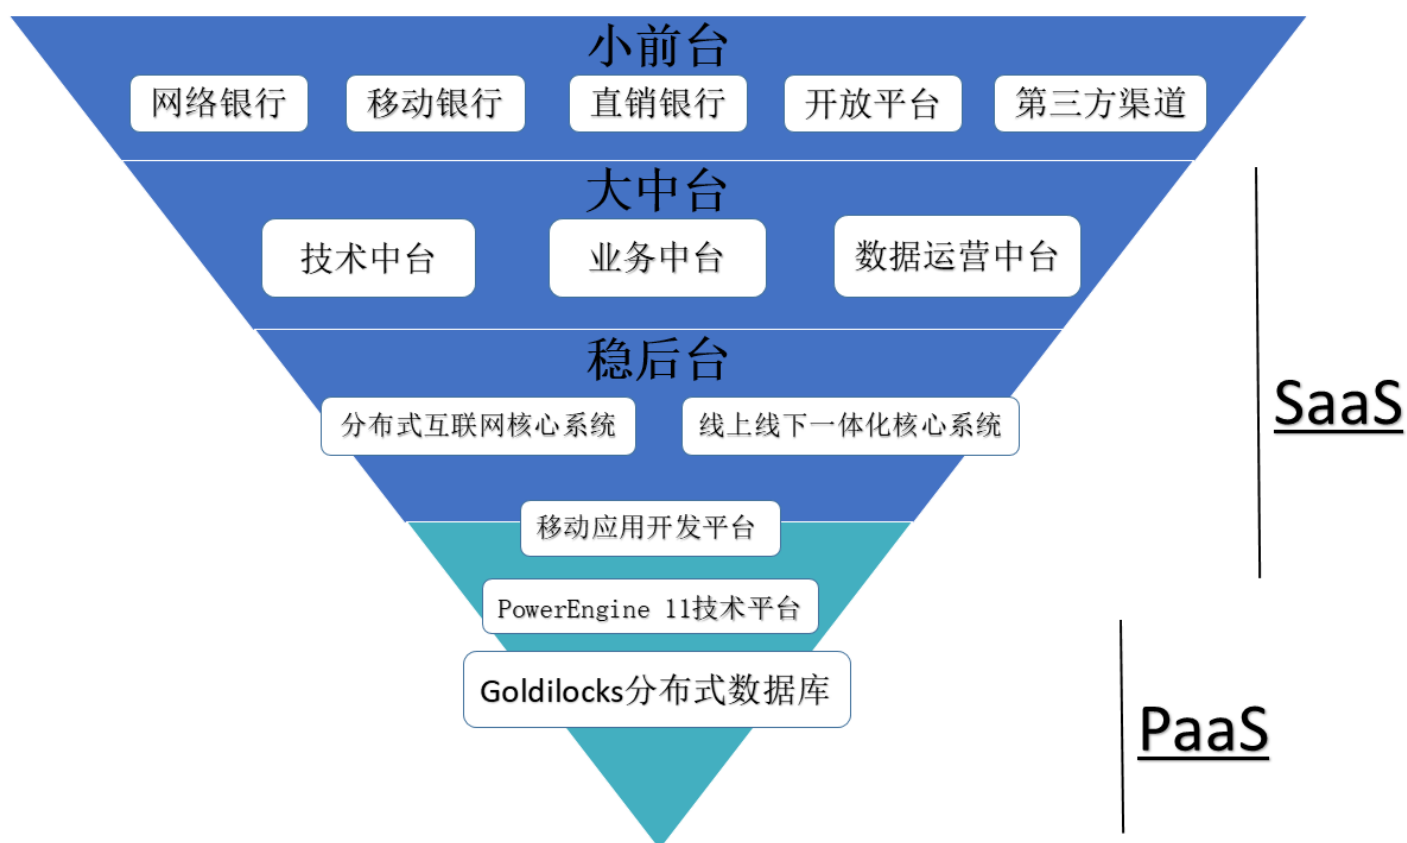 小前台
网络银行
移动银行
直销银行
开放平台
第三方渠道
大中台
技术中台
业务中台
数据运营中台
稳后台
分布式互联网核心系统
线上线下一体化核心系统
SaaS
移动应用开发平台
PowerEngine 11技术平台
Goldilocks分布式数据库
PaaS